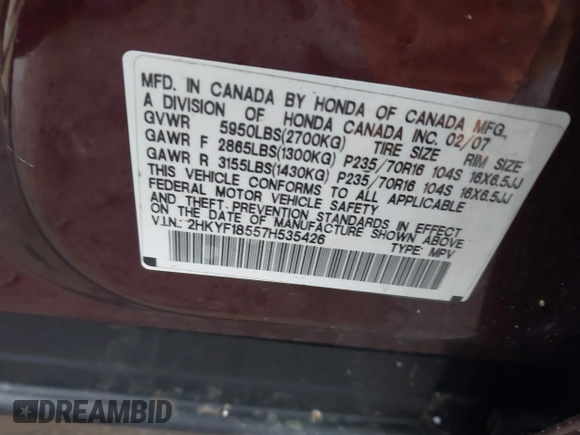 MFD. IN CANADA BY HONDA OF CANADA MFG.,
A DIVISION OF HONDA CANADA INC. 02/07
GVWR 5950LBS(2700KG) TIRE SIZE RIM SIZE
GAWR F 2865LBS(1300KG) P235/70R16 104S 16X6.5JJ
GAWR R 3155LBS(1430KG) P235/70R16 104S 16X6.5JJ
THIS VEHICLE CONFORMS TO ALL APPLICABLE
FEDERAL MOTOR VEHICLE SAFETY
AND THEFT PREVENTION STANDARDS IN EFFECT
ON THE DATE OF MANUFACTURE SHOWN ABOVE.
V.I.N.: 2HKYF18557H535426
TYPE: MPV
DREAMBID